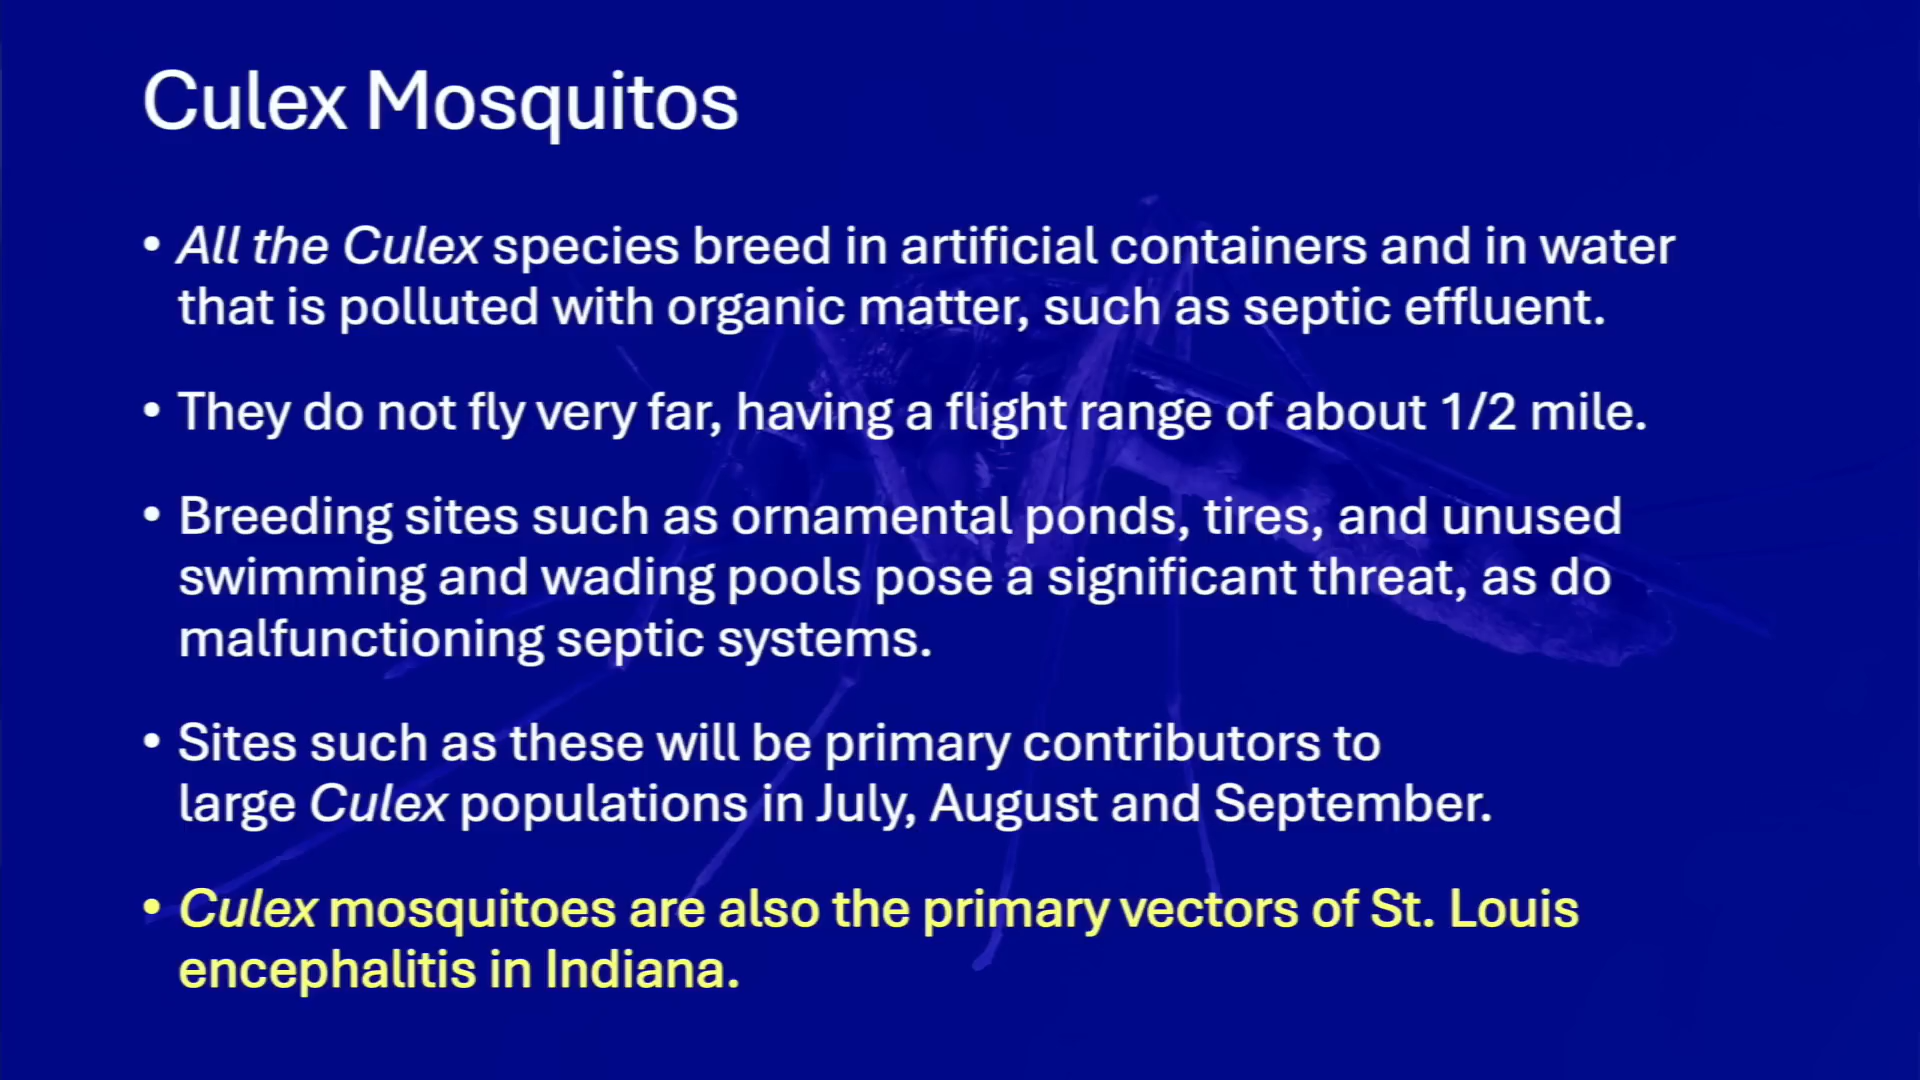 Culex Mosquitos
• All the Culex species breed in artificial containers and in water
that is polluted with organic matter, such as septic effluent.
• They do not fly very far, having a flight range of about 1/2 mile.
• Breeding sites such as ornamental ponds, tires, and unused
swimming and wading pools pose a significant threat, as do
malfunctioning septic systems.
• Sites such as these will be primary contributors to
large Culex populations in July, August and September.
• Culex mosquitoes are also the primary vectors of St. Louis
encephalitis in Indiana.